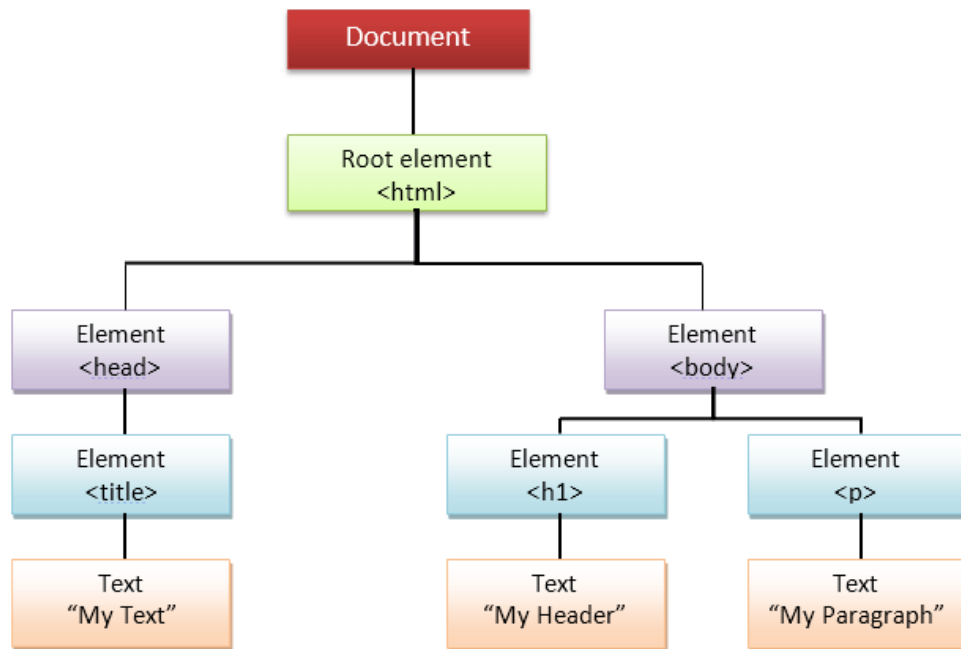 Document
Root element
<html>
Element
<head>
Element
<body>
Element
<title>
Element
<h1>
Element
<p>
Text
“My Text”
Text
“My Header”
Text
“My Paragraph”